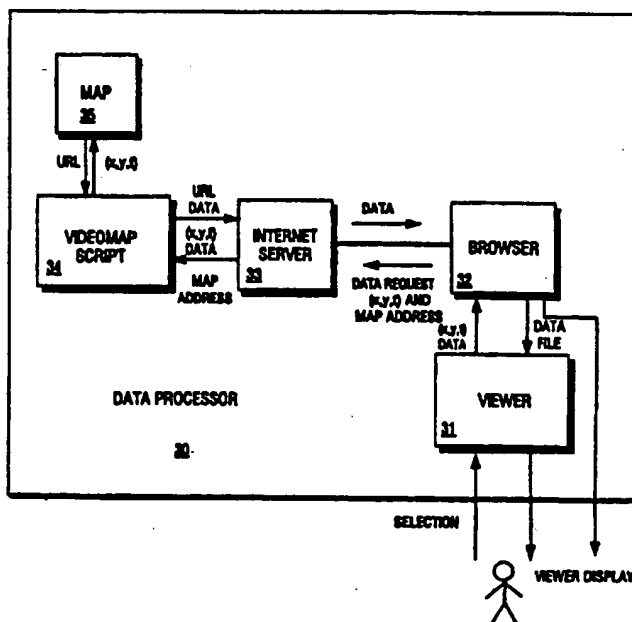 MAP
35
URL
(x,y,t)
URL
DATA
(x,y,t)
DATA
MAP
ADDRESS
VIDEOMAP
SCRIPT
34
INTERNET
SERVER
33
DATA
DATA REQUEST
(x,y,t) AND
MAP ADDRESS
BROWSER
32
(x,y,t)
DATA
DATA
FILE
VIEWER
31
DATA PROCESSOR
30
SELECTION
VIEWER DISPLAY